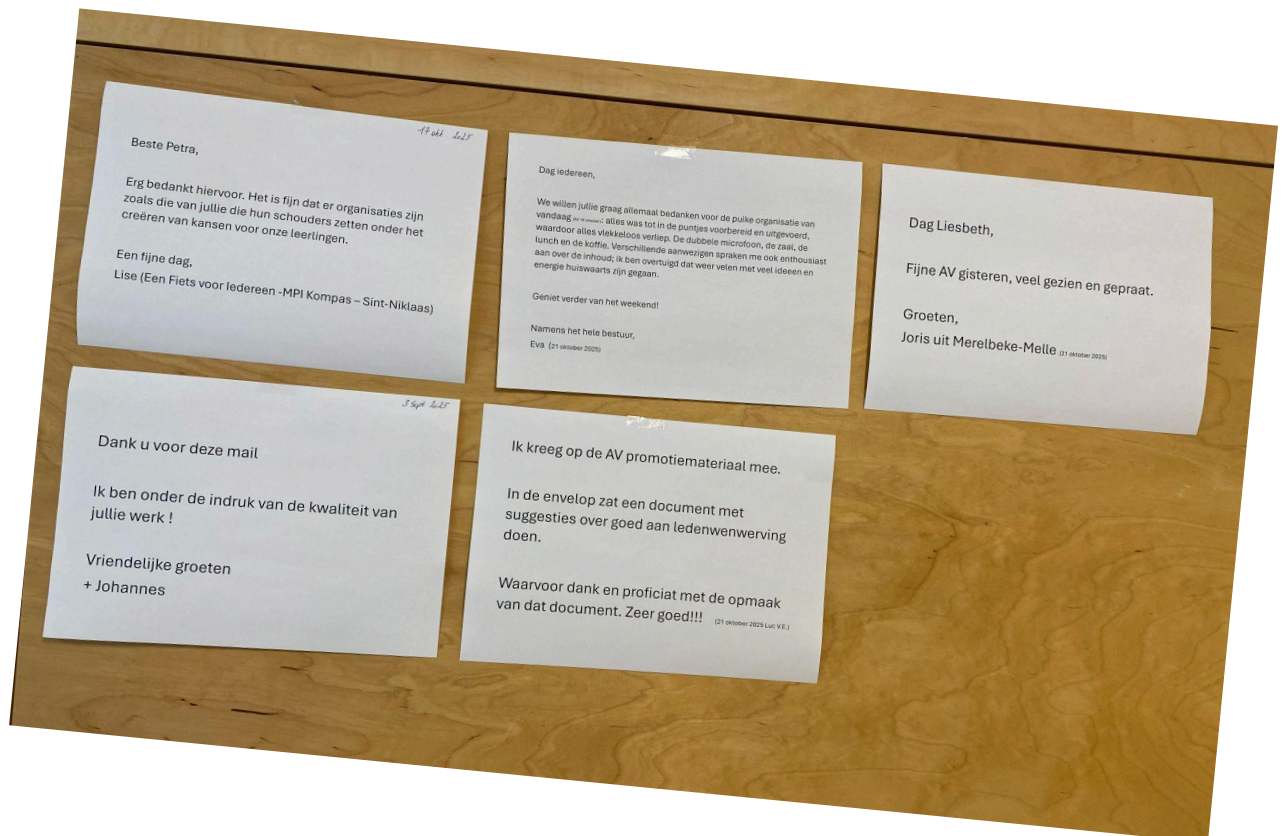 17 okt. 2025
Beste Petra,
Erg bedankt hiervoor. Het is fijn dat er organisaties zijn
zoals die van jullie die hun schouders zetten onder het
creëren van kansen voor onze leerlingen.
Een fijne dag,
Lise (Een Fiets voor Iedereen -MPI Kompas – Sint-Niklaas)
Dag iedereen,
We willen jullie graag allemaal bedanken voor de puike organisatie van
vandaag alles was tot in de puntjes voorbereid en uitgevoerd,
waardoor alles vlekkeloos verliep. De dubbele microfoon, de zaal, de
lunch en de koffie. Verschillende aanwezigen spraken me ook enthousiast
aan over de inhoud; ik ben overtuigd dat weer velen met veel ideeën en
energie huiswaarts zijn gegaan.
Geniet verder van het weekend!
Namens het hele bestuur,
Eva (21 oktober 2025)
Dag Liesbeth,
Fijne AV gisteren, veel gezien en gepraat.
Groeten,
Joris uit Merelbeke-Melle (21 oktober 2025)
3 Sept 2025
Dank u voor deze mail
Ik ben onder de indruk van de kwaliteit van
jullie werk !
Vriendelijke groeten
+ Johannes
Ik kreeg op de AV promotiemateriaal mee.
In de envelop zat een document met
suggesties over goed aan ledenwenwerving
doen.
Waarvoor dank en proficiat met de opmaak
van dat document. Zeer goed!!! (21 oktober 2025 Luc V.E.)